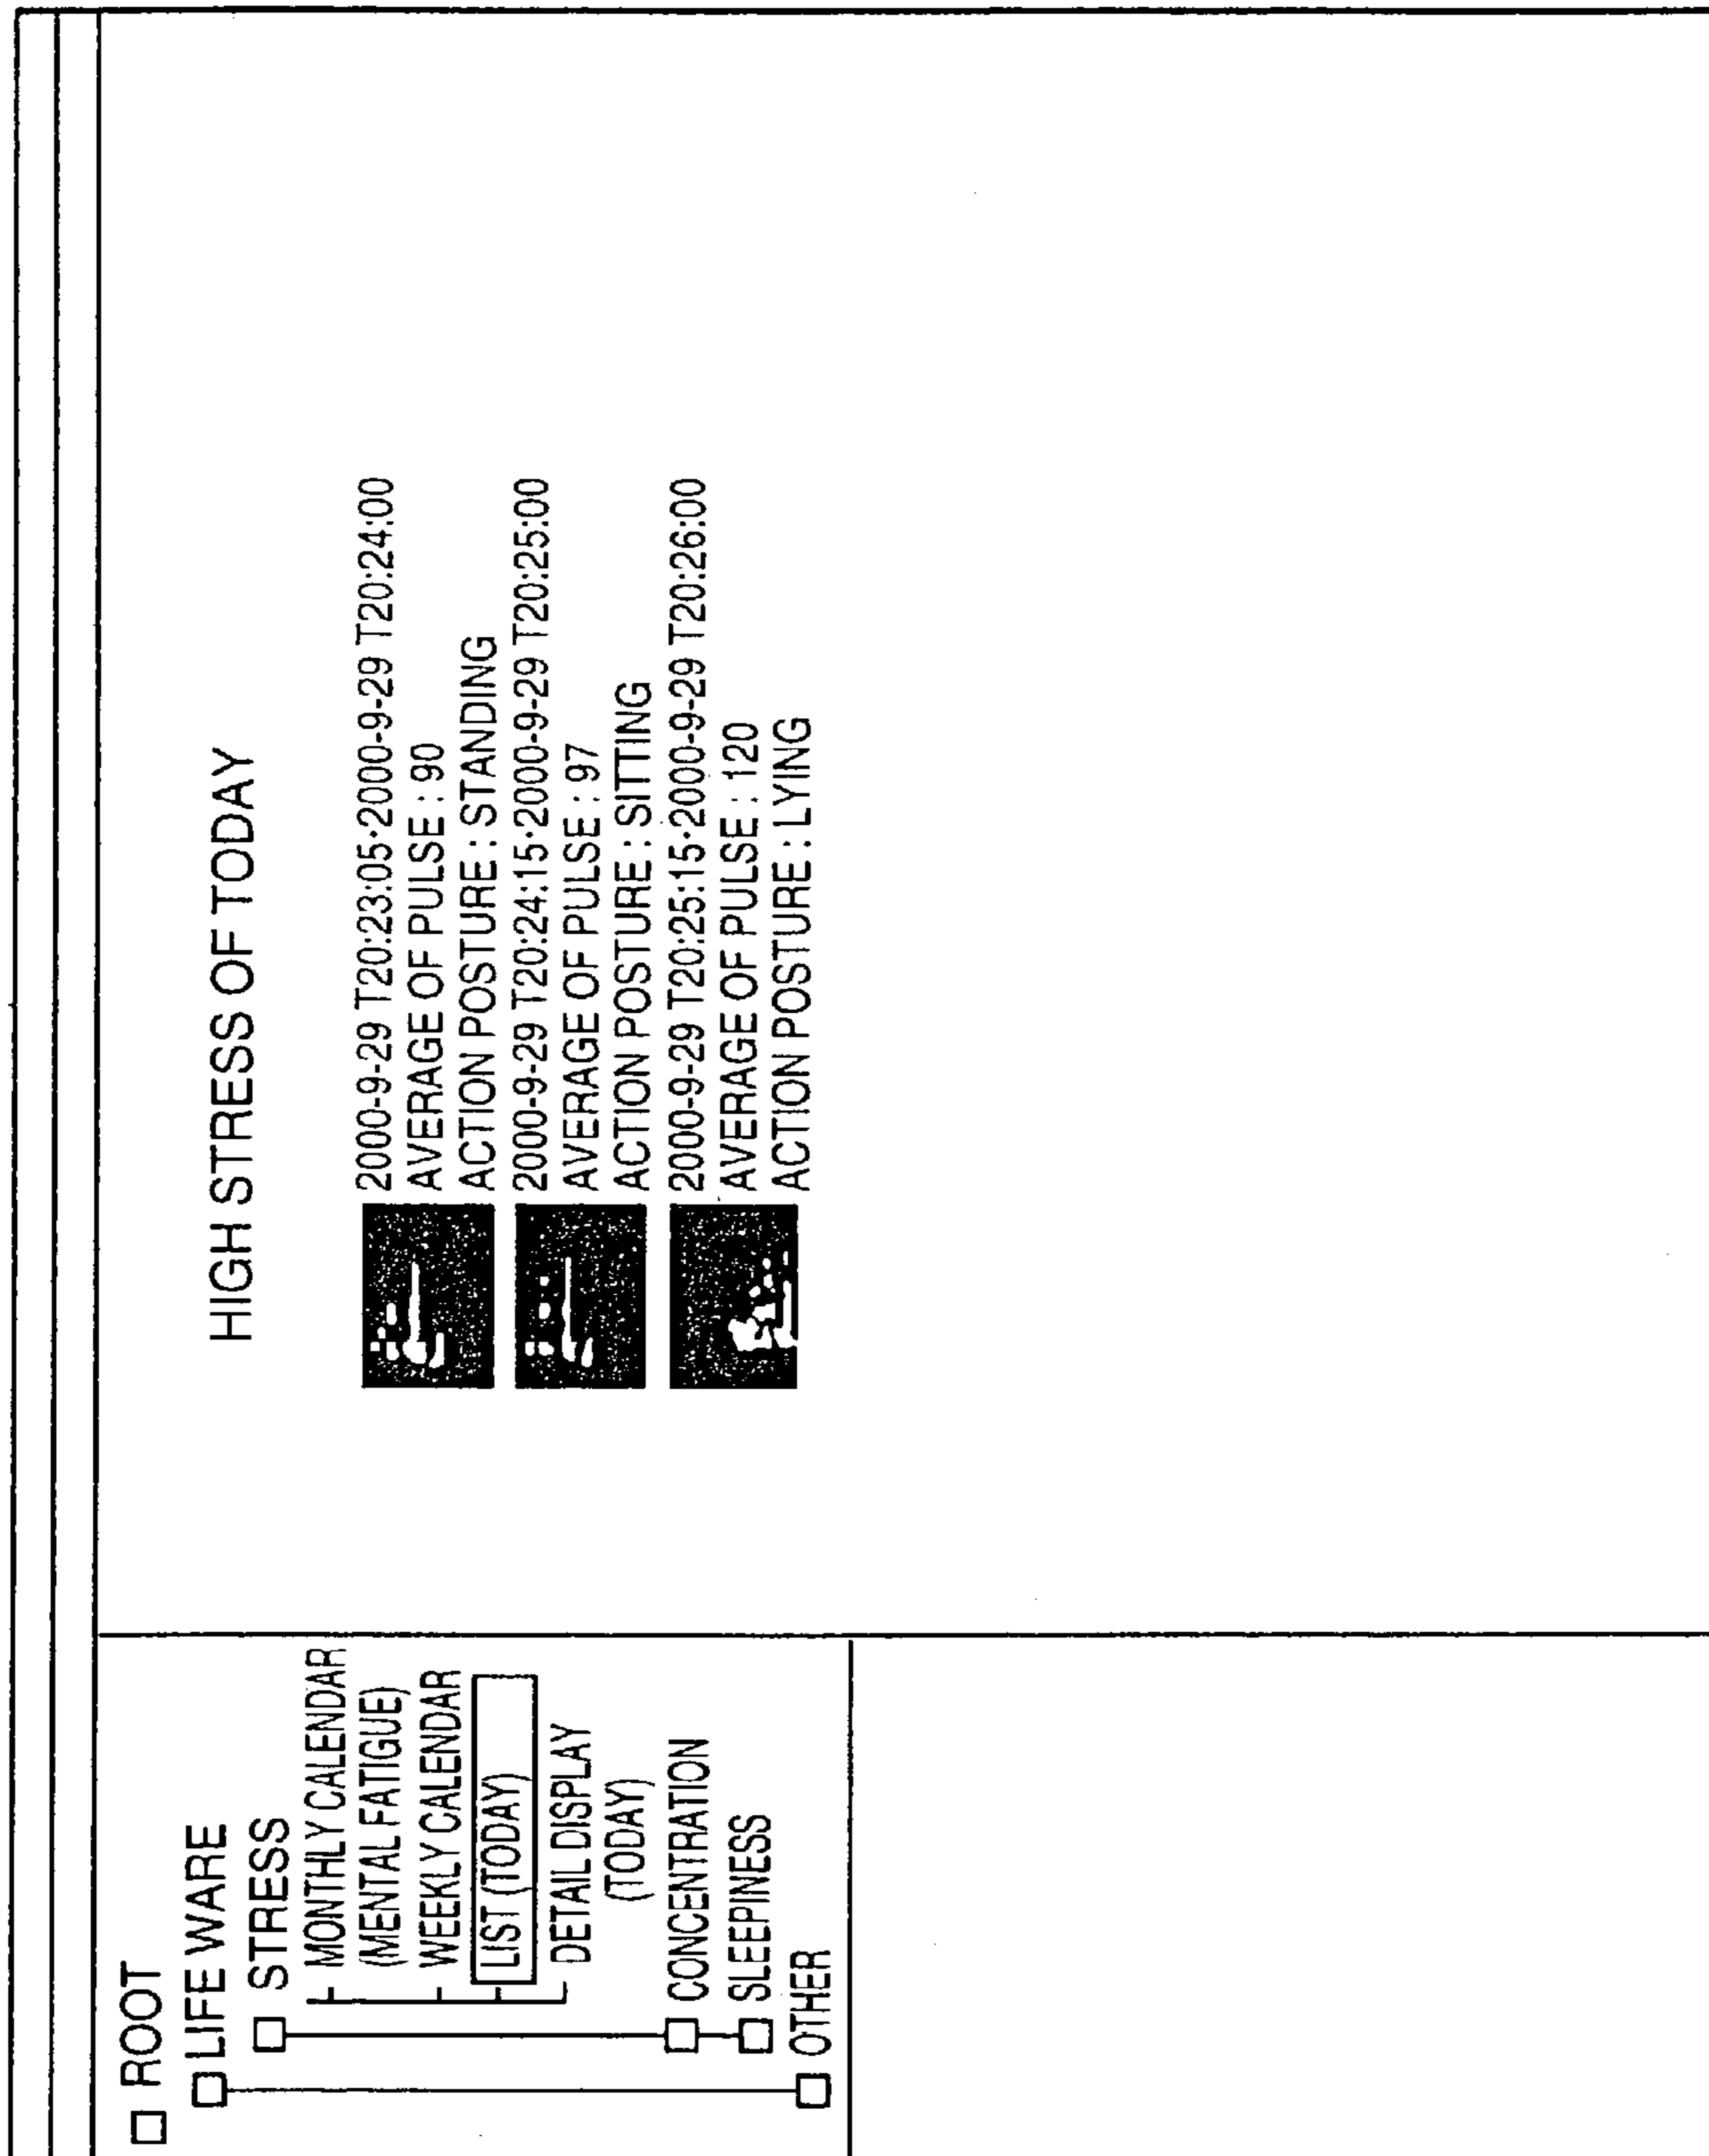 ROOT
LIFE WARE
STRESS
MONTHLY CALENDAR
(MENTAL FATIGUE)
WEEKLY CALENDAR
LIST (TODAY)
DETAIL DISPLAY
(TODAY)
CONCENTRATION
SLEEPINESS
OTHER
HIGH STRESS OF TODAY
2000-9-29 T20:23:05·2000-9-29 T20:24:00
AVERAGE OF PULSE : 90
ACTION POSTURE : STANDING
2000-9-29 T20:24:15·2000-9-29 T20:25:00
AVERAGE OF PULSE : 97
ACTION POSTURE : SITTING
2000-9-29 T20:25:15·2000-9-29 T20:26:00
AVERAGE OF PULSE : 120
ACTION POSTURE : LYING